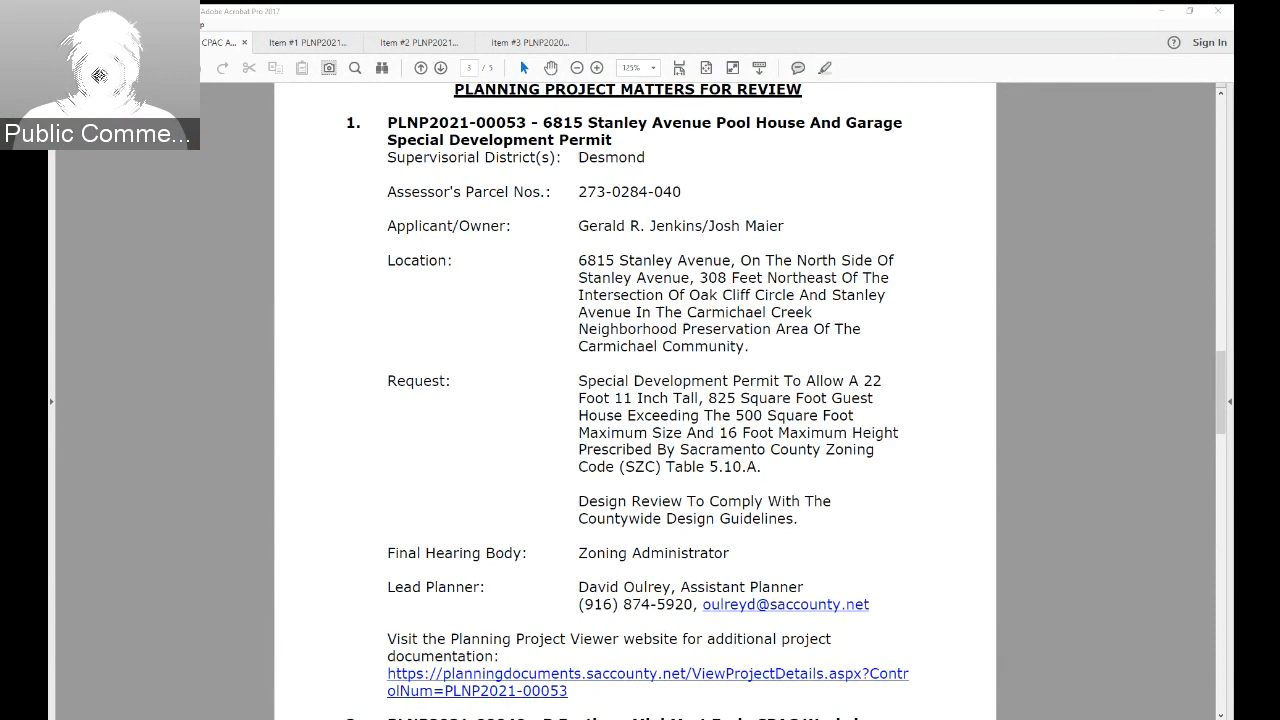 Adobe Acrobat Pro 2017
CPAC A...
Item #1 PLNP2021...
Item #2 PLNP2021...
Item #3 PLNP2020...
Sign In
3 / 5
125%
Public Comme...
PLANNING PROJECT MATTERS FOR REVIEW
1. PLNP2021-00053 - 6815 Stanley Avenue Pool House And Garage
Special Development Permit
Supervisorial District(s): Desmond
Assessor's Parcel Nos.: 273-0284-040
Applicant/Owner: Gerald R. Jenkins/Josh Maier
Location: 6815 Stanley Avenue, On The North Side Of
Stanley Avenue, 308 Feet Northeast Of The
Intersection Of Oak Cliff Circle And Stanley
Avenue In The Carmichael Creek
Neighborhood Preservation Area Of The
Carmichael Community.
Request: Special Development Permit To Allow A 22
Foot 11 Inch Tall, 825 Square Foot Guest
House Exceeding The 500 Square Foot
Maximum Size And 16 Foot Maximum Height
Prescribed By Sacramento County Zoning
Code (SZC) Table 5.10.A.
Design Review To Comply With The
Countywide Design Guidelines.
Final Hearing Body: Zoning Administrator
Lead Planner: David Oulrey, Assistant Planner
(916) 874-5920, oulreyd@saccounty.net
Visit the Planning Project Viewer website for additional project
documentation:
https://planningdocuments.saccounty.net/ViewProjectDetails.aspx?Contr
olNum=PLNP2021-00053